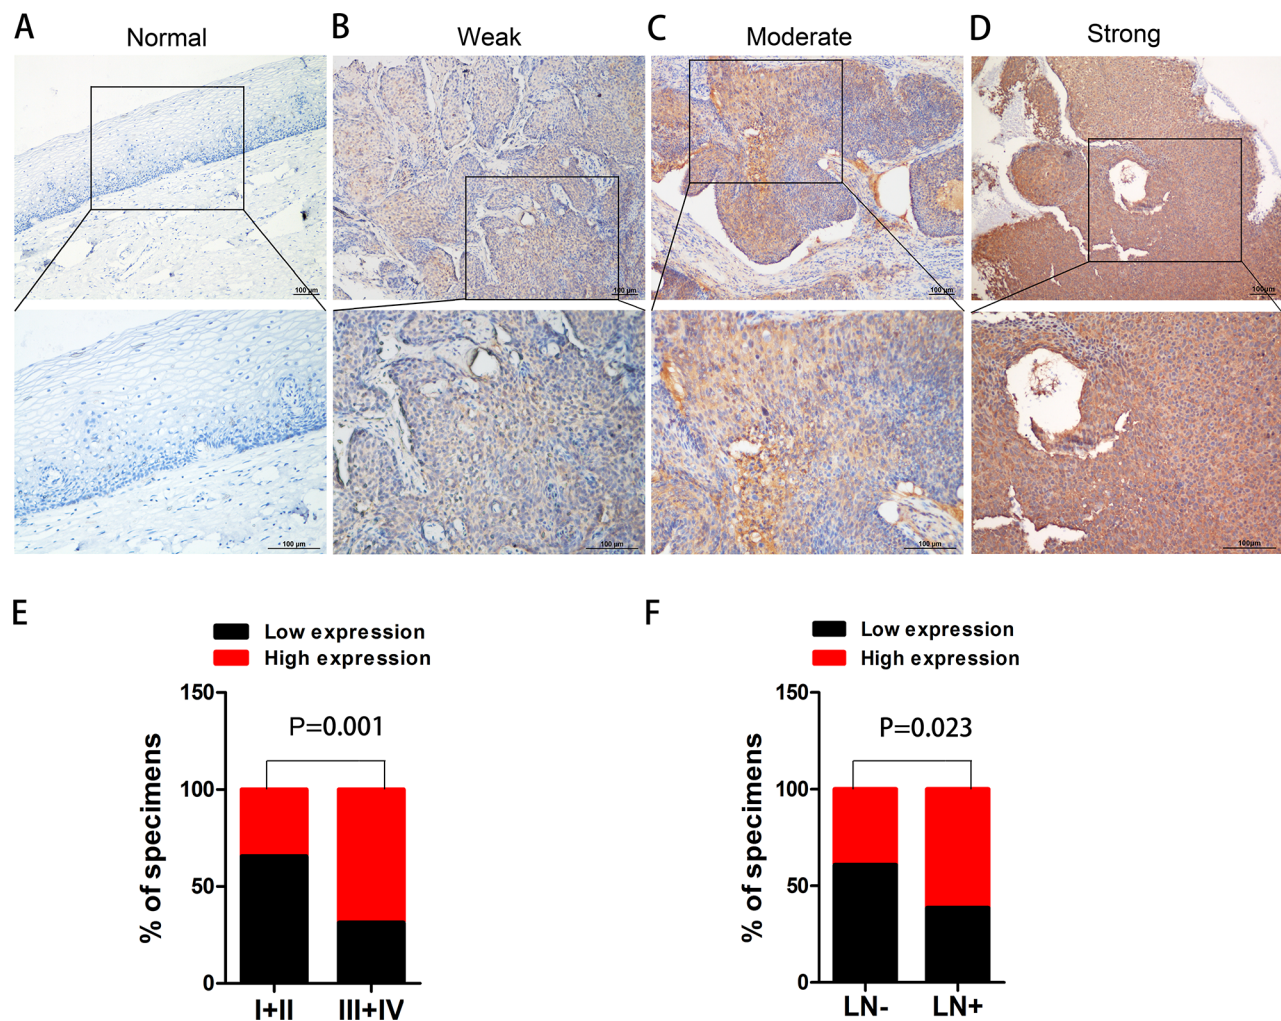 A Normal B Weak C Moderate D Strong
100 μm 100 μm 100 μm 100 μm
100 μm 100 μm 100 μm 100μm
E
Low expression
High expression
150
100
50
0
% of specimens
P=0.001
I+II III+IV
F
Low expression
High expression
150
100
50
0
% of specimens
P=0.023
LN- LN+